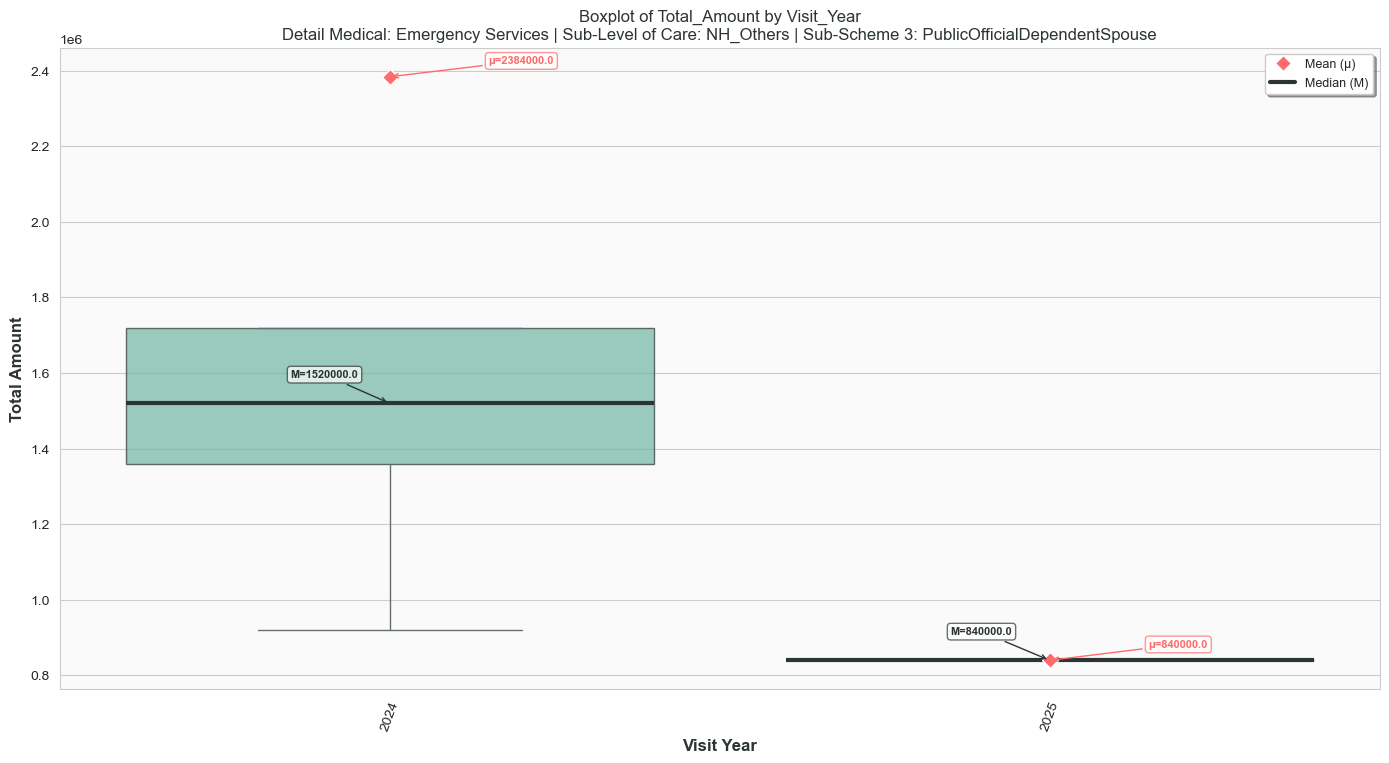 Boxplot of Total_Amount by Visit_Year
Detail Medical: Emergency Services | Sub-Level of Care: NH_Others | Sub-Scheme 3: PublicOfficialDependentSpouse
1e6
Mean (μ)
Median (M)
μ=2384000.0
M=1520000.0
M=840000.0
μ=840000.0
2.4
2.2
2.0
1.8
1.6
1.4
1.2
1.0
0.8
Total Amount
2024
2025
Visit Year